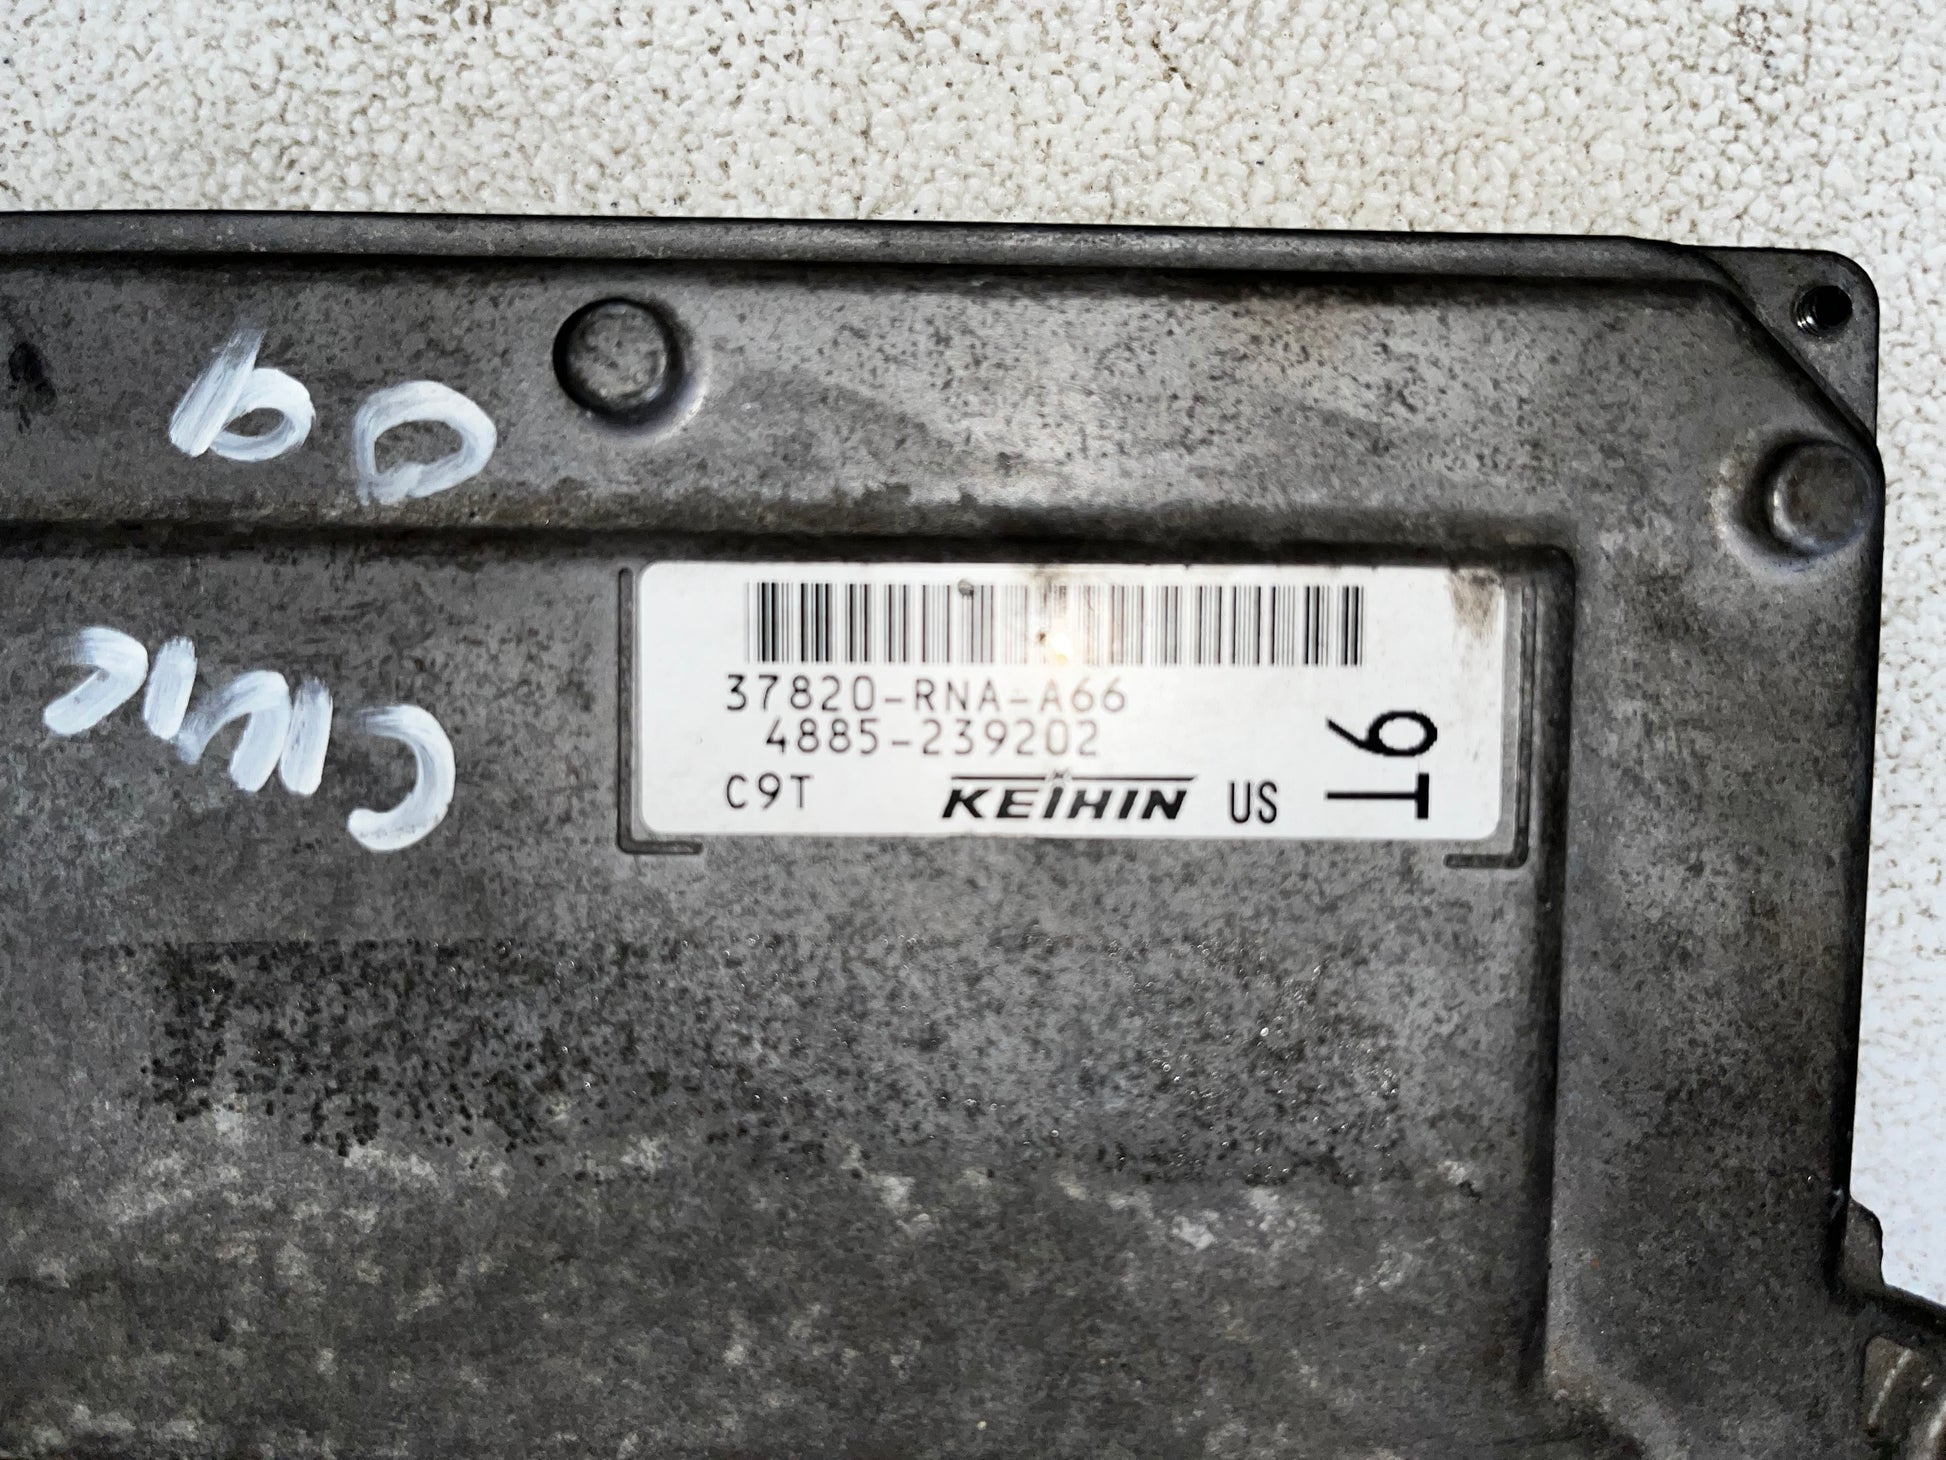 CIVIC
09
37820-RNA-A66
4885-239202
C9T KEIHIN US
9T